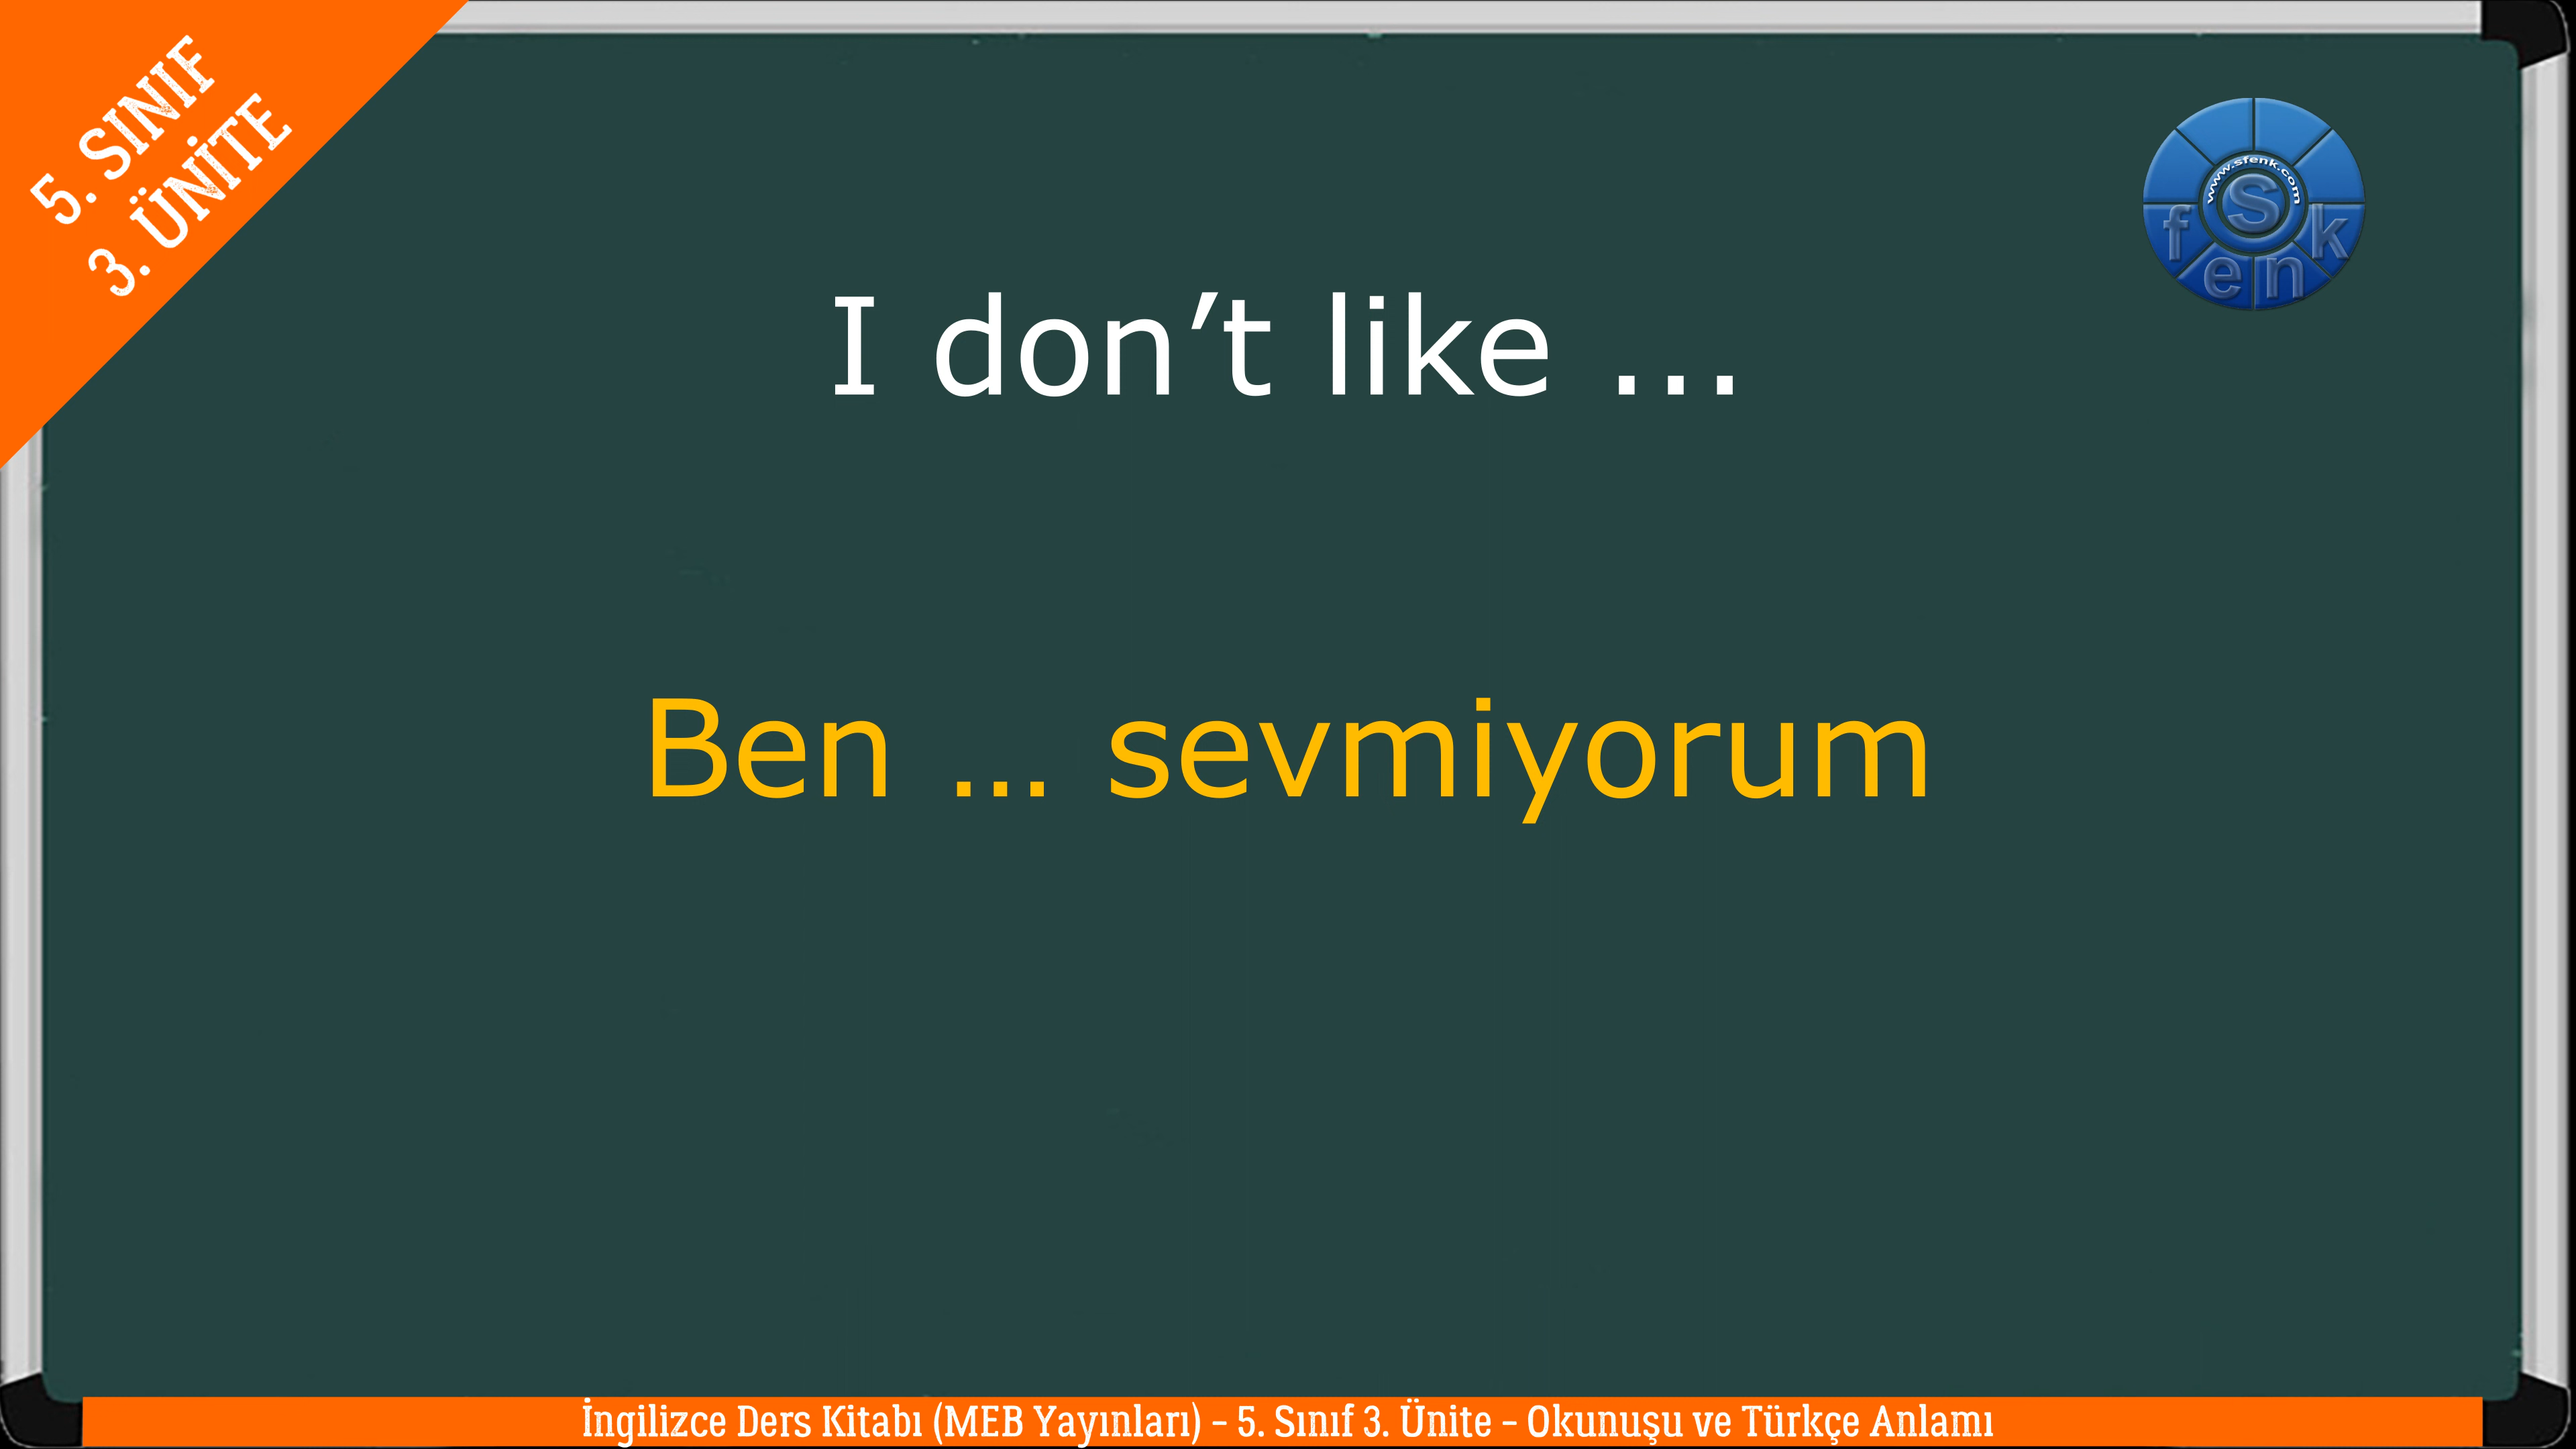 5. SINIF
3. ÜNİTE
www.sfenk.com
S
f e n k
I don’t like ...
Ben ... sevmiyorum
İngilizce Ders Kitabı (MEB Yayınları) – 5. Sınıf 3. Ünite – Okunuşu ve Türkçe Anlamı